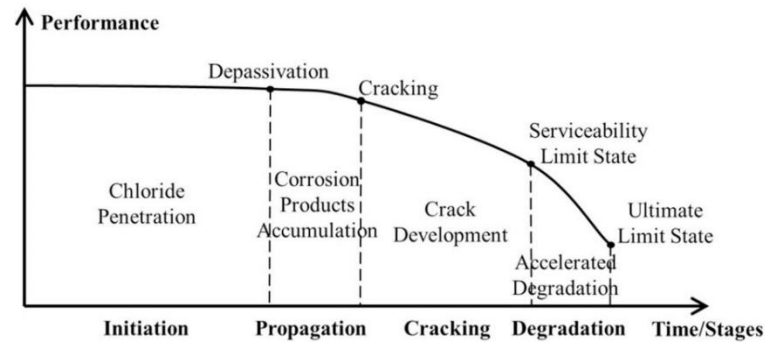 Performance
Depassivation
Cracking
Serviceability
Limit State
Chloride
Penetration
Corrosion
Products
Accumulation
Crack
Development
Ultimate
Limit State
Accelerated
Degradation
Initiation Propagation Cracking Degradation Time/Stages